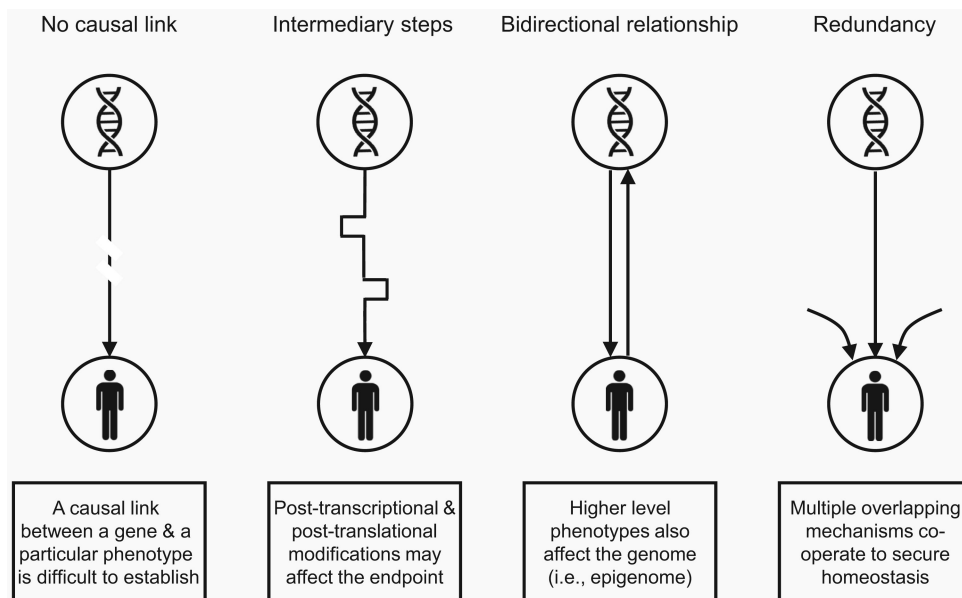 No causal link
Intermediary steps
Bidirectional relationship
Redundancy
A causal link
between a gene & a
particular phenotype
is difficult to establish
Post-transcriptional &
post-translational
modifications may
affect the endpoint
Higher level
phenotypes also
affect the genome
(i.e., epigenome)
Multiple overlapping
mechanisms co-
operate to secure
homeostasis